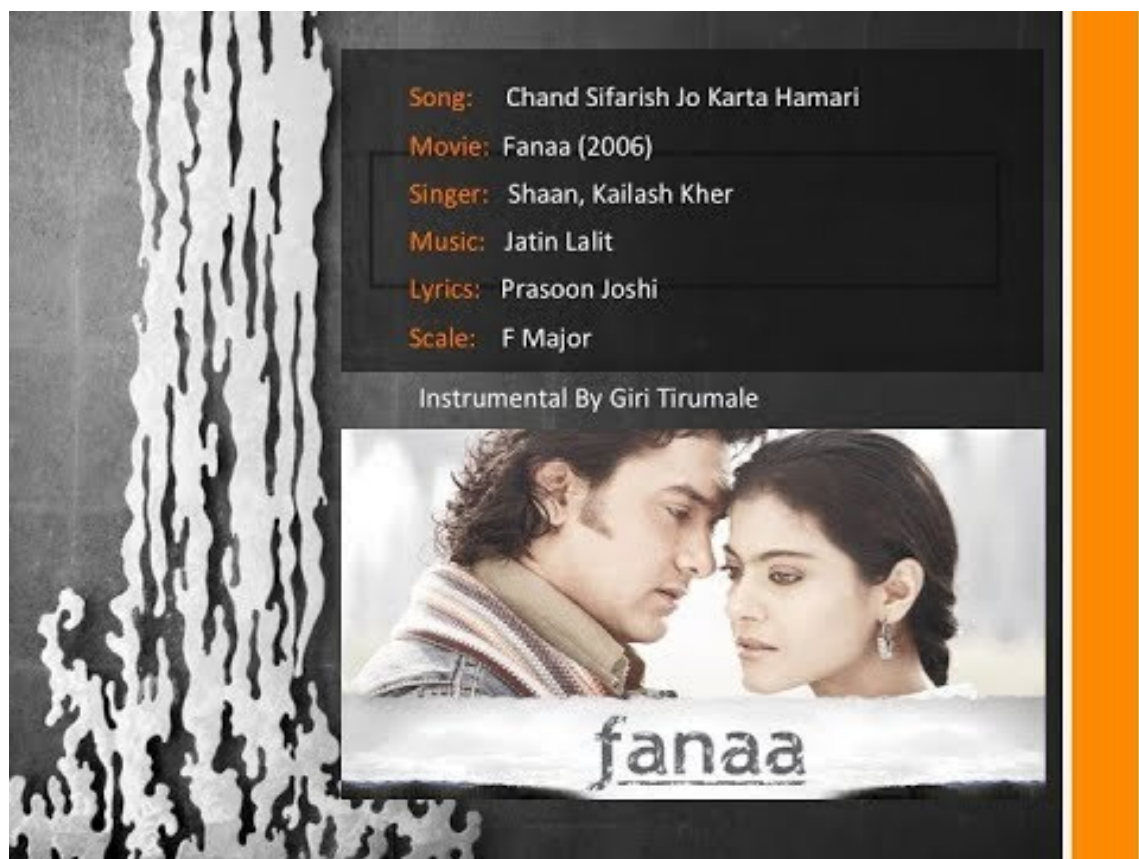 Song: Chand Sifarish Jo Karta Hamari
Movie: Fanaa (2006)
Singer: Shaan, Kailash Kher
Music: Jatin Lalit
Lyrics: Prasoon Joshi
Scale: F Major
Instrumental By Giri Tirumale
fanaa